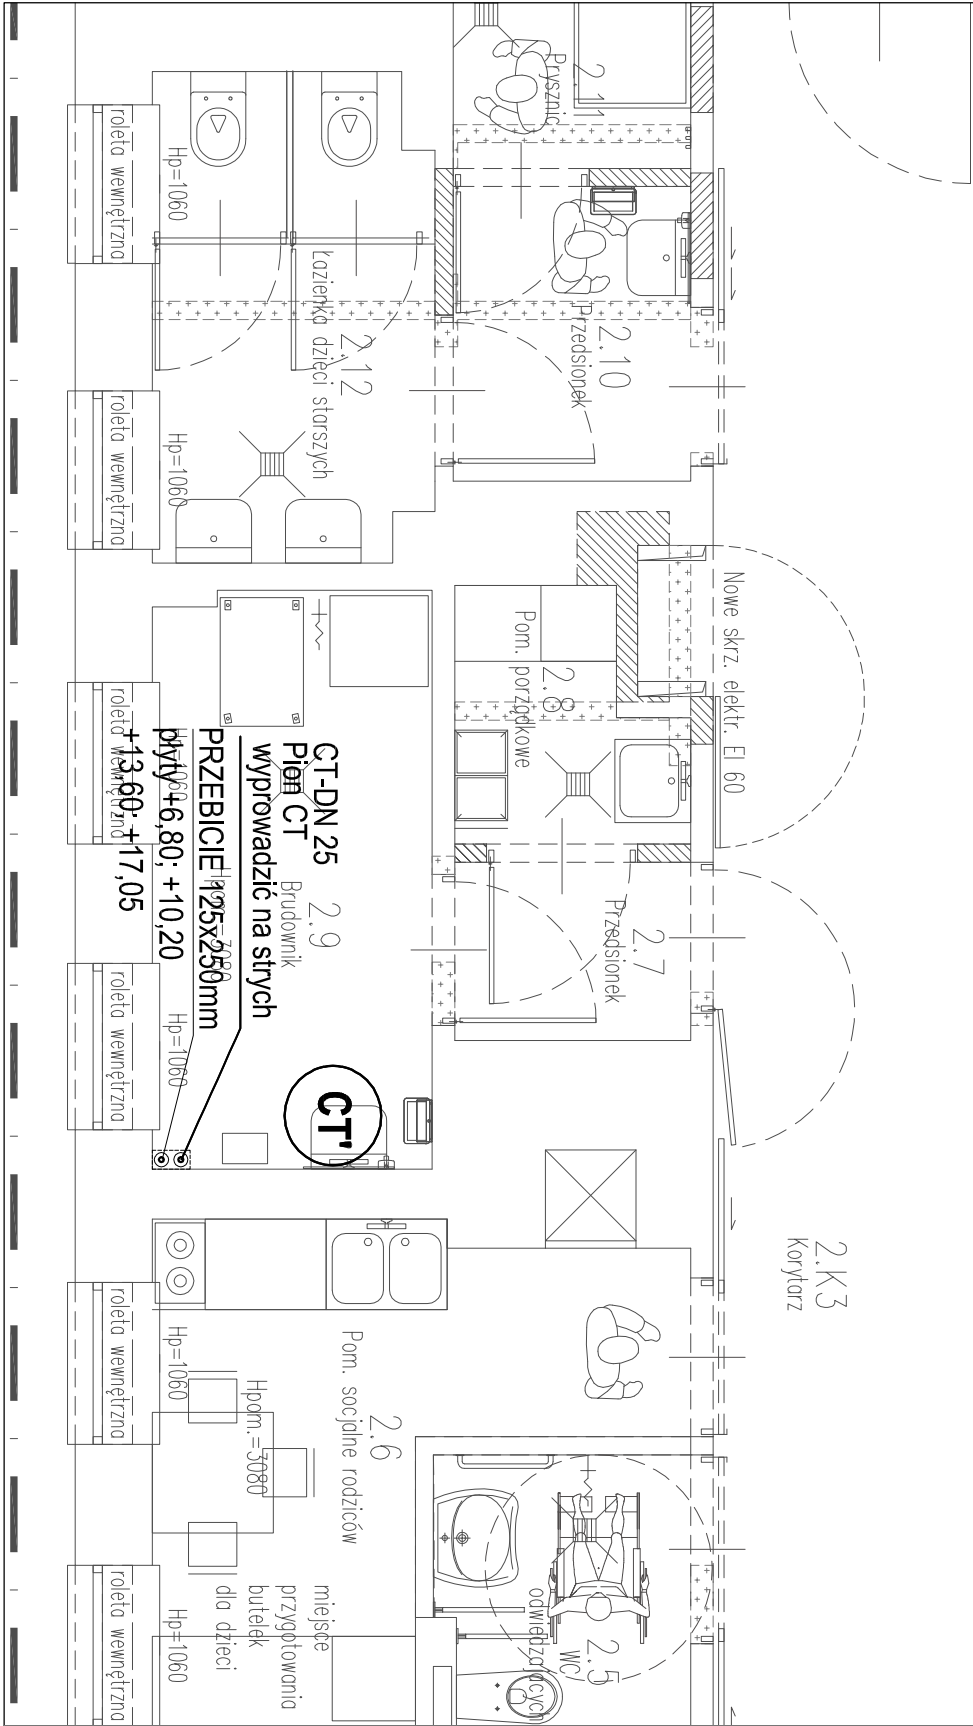 2.11
Prysznic
roleta wewnętrzna
Hp=1060
2.12
Łazienka dzieci starszych
2.10
Przedsionek
roleta wewnętrzna
Hp=1060
Nowe skrz. elektr. EI 60
2.8
Pom. porządkowe
roleta wewnętrzna
Hp=1060
CT-DN 25
Pion CT
wyprowadzić na strych
PRZEBICIE 125x250mm
płyty +6,80; +10,20
+13,60; +17,05
2.9
Brudownik
Hpom.=3080
2.7
Przedsionek
roleta wewnętrzna
Hp=1060
CT'
2.K3
Korytarz
roleta wewnętrzna
Hp=1060
2.6
Pom. socjalne rodziców
Hpom.=3080
miejsce
przygotowania
butelek
dla dzieci
2.5
WC
odwiedzających
roleta wewnętrzna
Hp=1060